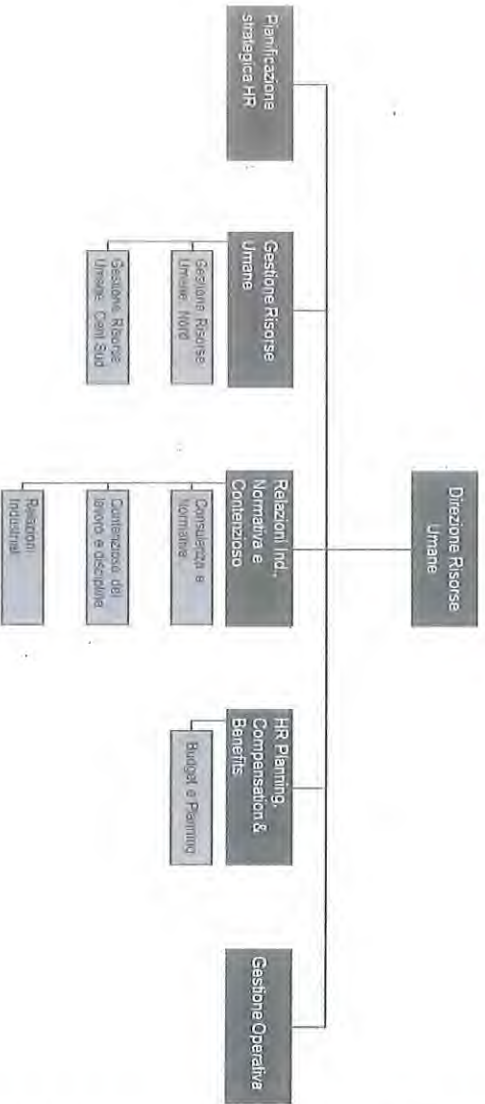 Direzione Risorse
Umane
Pianificazione
strategica HR
Gestione Risorse
Umane
Gestione Risorse
Umane Nord
Gestione Risorse
Umane Cent Sud
Relazioni Ind.,
Normativa e
Contenzioso
Consulenza e
Normativa
Contenzioso del
lavoro e disciplina
Relazioni
Industriali
HR Planning,
Compensation &
Benefits
Budget e Planning
Gestione Operativa